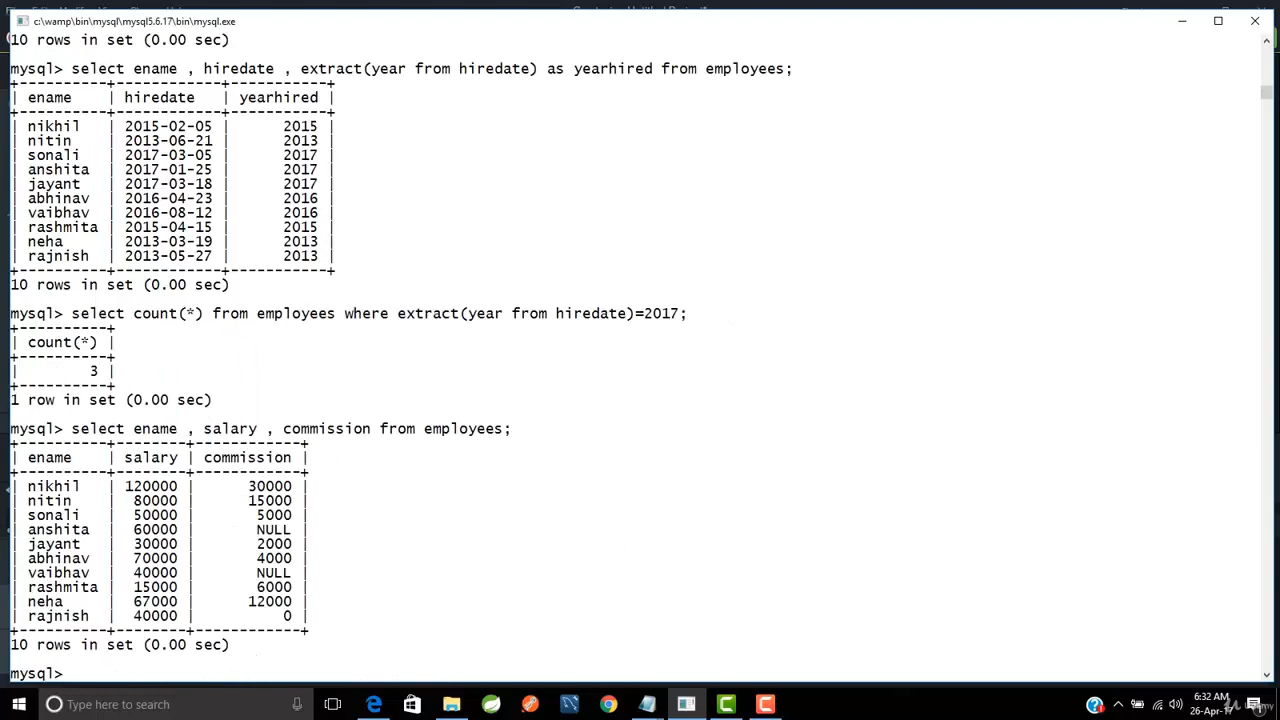 c:\wamp\bin\mysql\mysql5.6.17\bin\mysql.exe
10 rows in set (0.00 sec)
mysql> select ename , hiredate , extract(year from hiredate) as yearhired from employees;
+----------+------------+-----------+
| ename    | hiredate   | yearhired |
+----------+------------+-----------+
| nikhil   | 2015-02-05 |      2015 |
| nitin    | 2013-06-21 |      2013 |
| sonali   | 2017-03-05 |      2017 |
| anshita  | 2017-01-25 |      2017 |
| jayant   | 2017-03-18 |      2017 |
| abhinav  | 2016-04-23 |      2016 |
| vaibhav  | 2016-08-12 |      2016 |
| rashmita | 2015-04-15 |      2015 |
| neha     | 2013-03-19 |      2013 |
| rajnish  | 2013-05-27 |      2013 |
+----------+------------+-----------+
10 rows in set (0.00 sec)
mysql> select count(*) from employees where extract(year from hiredate)=2017;
+----------+
| count(*) |
+----------+
|        3 |
+----------+
1 row in set (0.00 sec)
mysql> select ename , salary , commission from employees;
+----------+--------+------------+
| ename    | salary | commission |
+----------+--------+------------+
| nikhil   | 120000 |      30000 |
| nitin    |  80000 |      15000 |
| sonali   |  50000 |       5000 |
| anshita  |  60000 |       NULL |
| jayant   |  30000 |       2000 |
| abhinav  |  70000 |       4000 |
| vaibhav  |  40000 |       NULL |
| rashmita |  15000 |       6000 |
| neha     |  67000 |      12000 |
| rajnish  |  40000 |          0 |
+----------+--------+------------+
10 rows in set (0.00 sec)
mysql>
Type here to search
6:32 AM
26-Apr-